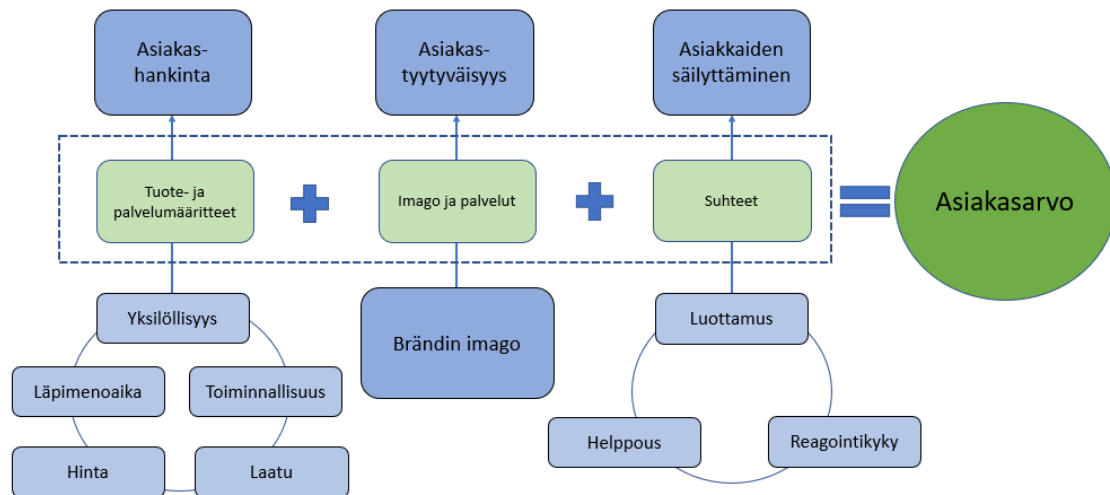 Asiakas-
hankinta
Asiakas-
tyytyväisyys
Asiakkaiden
säilyttäminen
Tuote- ja
palvelumääritteet
Imago ja palvelut
Suhteet
Asiakasarvo
Yksilöllisyys
Läpimenoaika
Toiminnallisuus
Hinta
Laatu
Brändin imago
Luottamus
Helppous
Reagointikyky